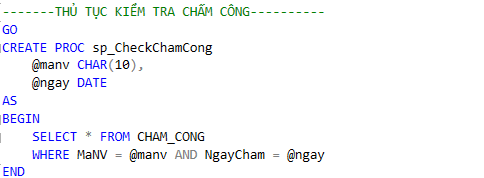 -------THỦ TỤC KIỂM TRA CHẤM CÔNG----------
GO
CREATE PROC sp_CheckChamCong
    @manv CHAR(10),
    @ngay DATE
AS
BEGIN
    SELECT * FROM CHAM_CONG
    WHERE MaNV = @manv AND NgayCham = @ngay
END